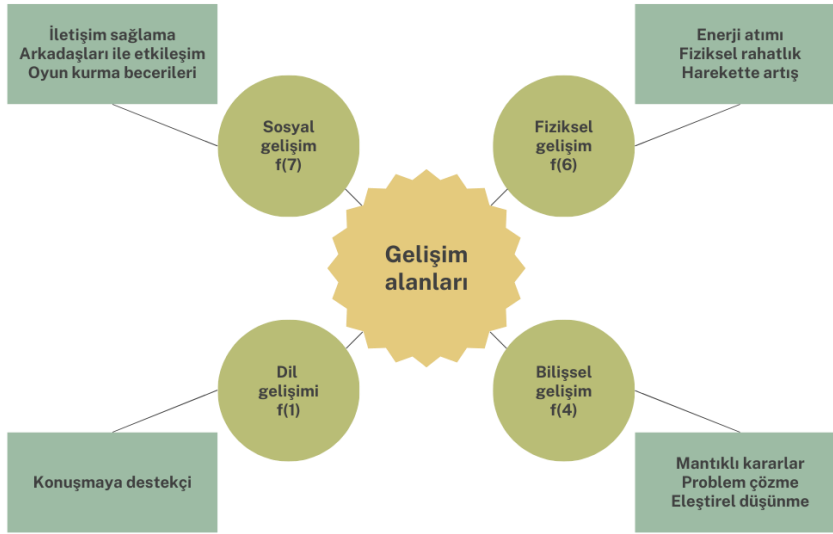 İletişim sağlama
Arkadaşları ile etkileşim
Oyun kurma becerileri
Enerji atımı
Fiziksel rahatlık
Harekette artış
Sosyal
gelişim
f(7)
Fiziksel
gelişim
f(6)
Gelişim
alanları
Dil
gelişimi
f(1)
Bilişsel
gelişim
f(4)
Konuşmaya destekçi
Mantıklı kararlar
Problem çözme
Eleştirel düşünme